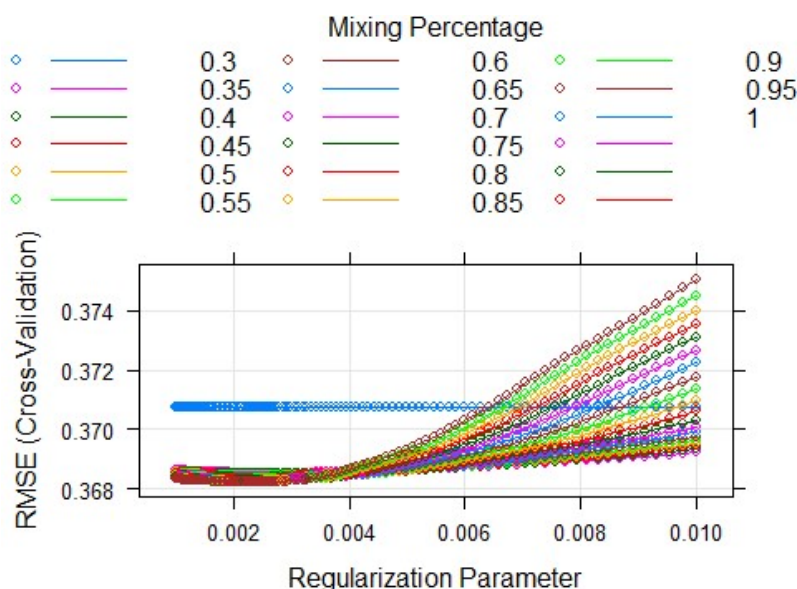 Mixing Percentage
0.3 0.6 0.9
0.35 0.65 0.95
0.4 0.7 1
0.45 0.75
0.5 0.8
0.55 0.85
RMSE (Cross-Validation)
0.374
0.372
0.370
0.368
0.002 0.004 0.006 0.008 0.010
Regularization Parameter